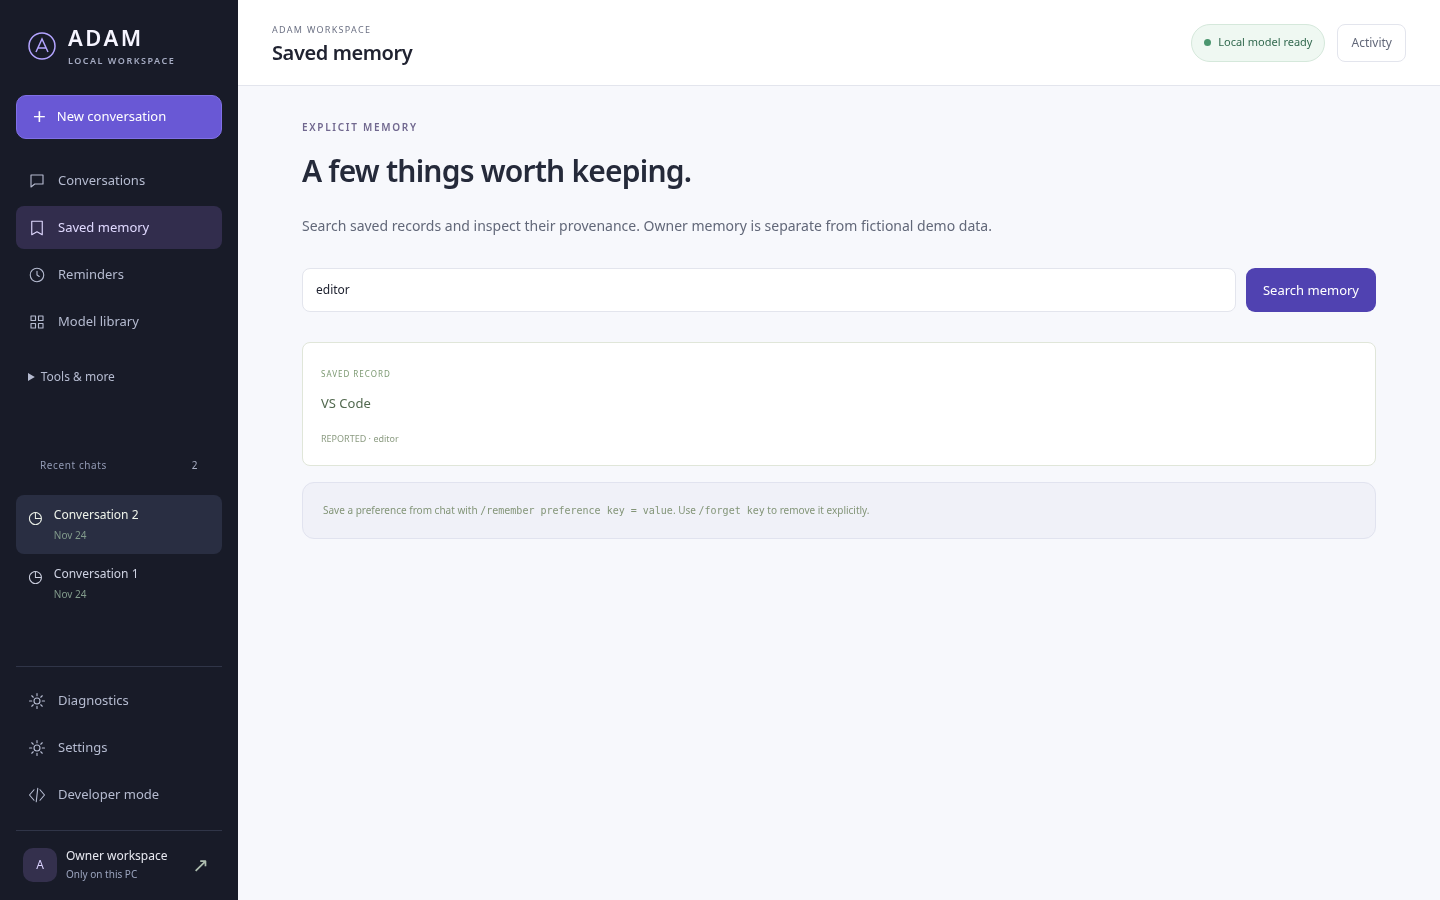 ADAM
LOCAL WORKSPACE
+ New conversation
Conversations
Saved memory
Reminders
Model library
▶ Tools & more
Recent chats 2
Conversation 2
Nov 24
Conversation 1
Nov 24
Diagnostics
Settings
Developer mode
A
Owner workspace
Only on this PC
↗
ADAM WORKSPACE
Saved memory
Local model ready
Activity
EXPLICIT MEMORY
A few things worth keeping.
Search saved records and inspect their provenance. Owner memory is separate from fictional demo data.
editor
Search memory
SAVED RECORD
VS Code
REPORTED · editor
Save a preference from chat with /remember preference key = value. Use /forget key to remove it explicitly.